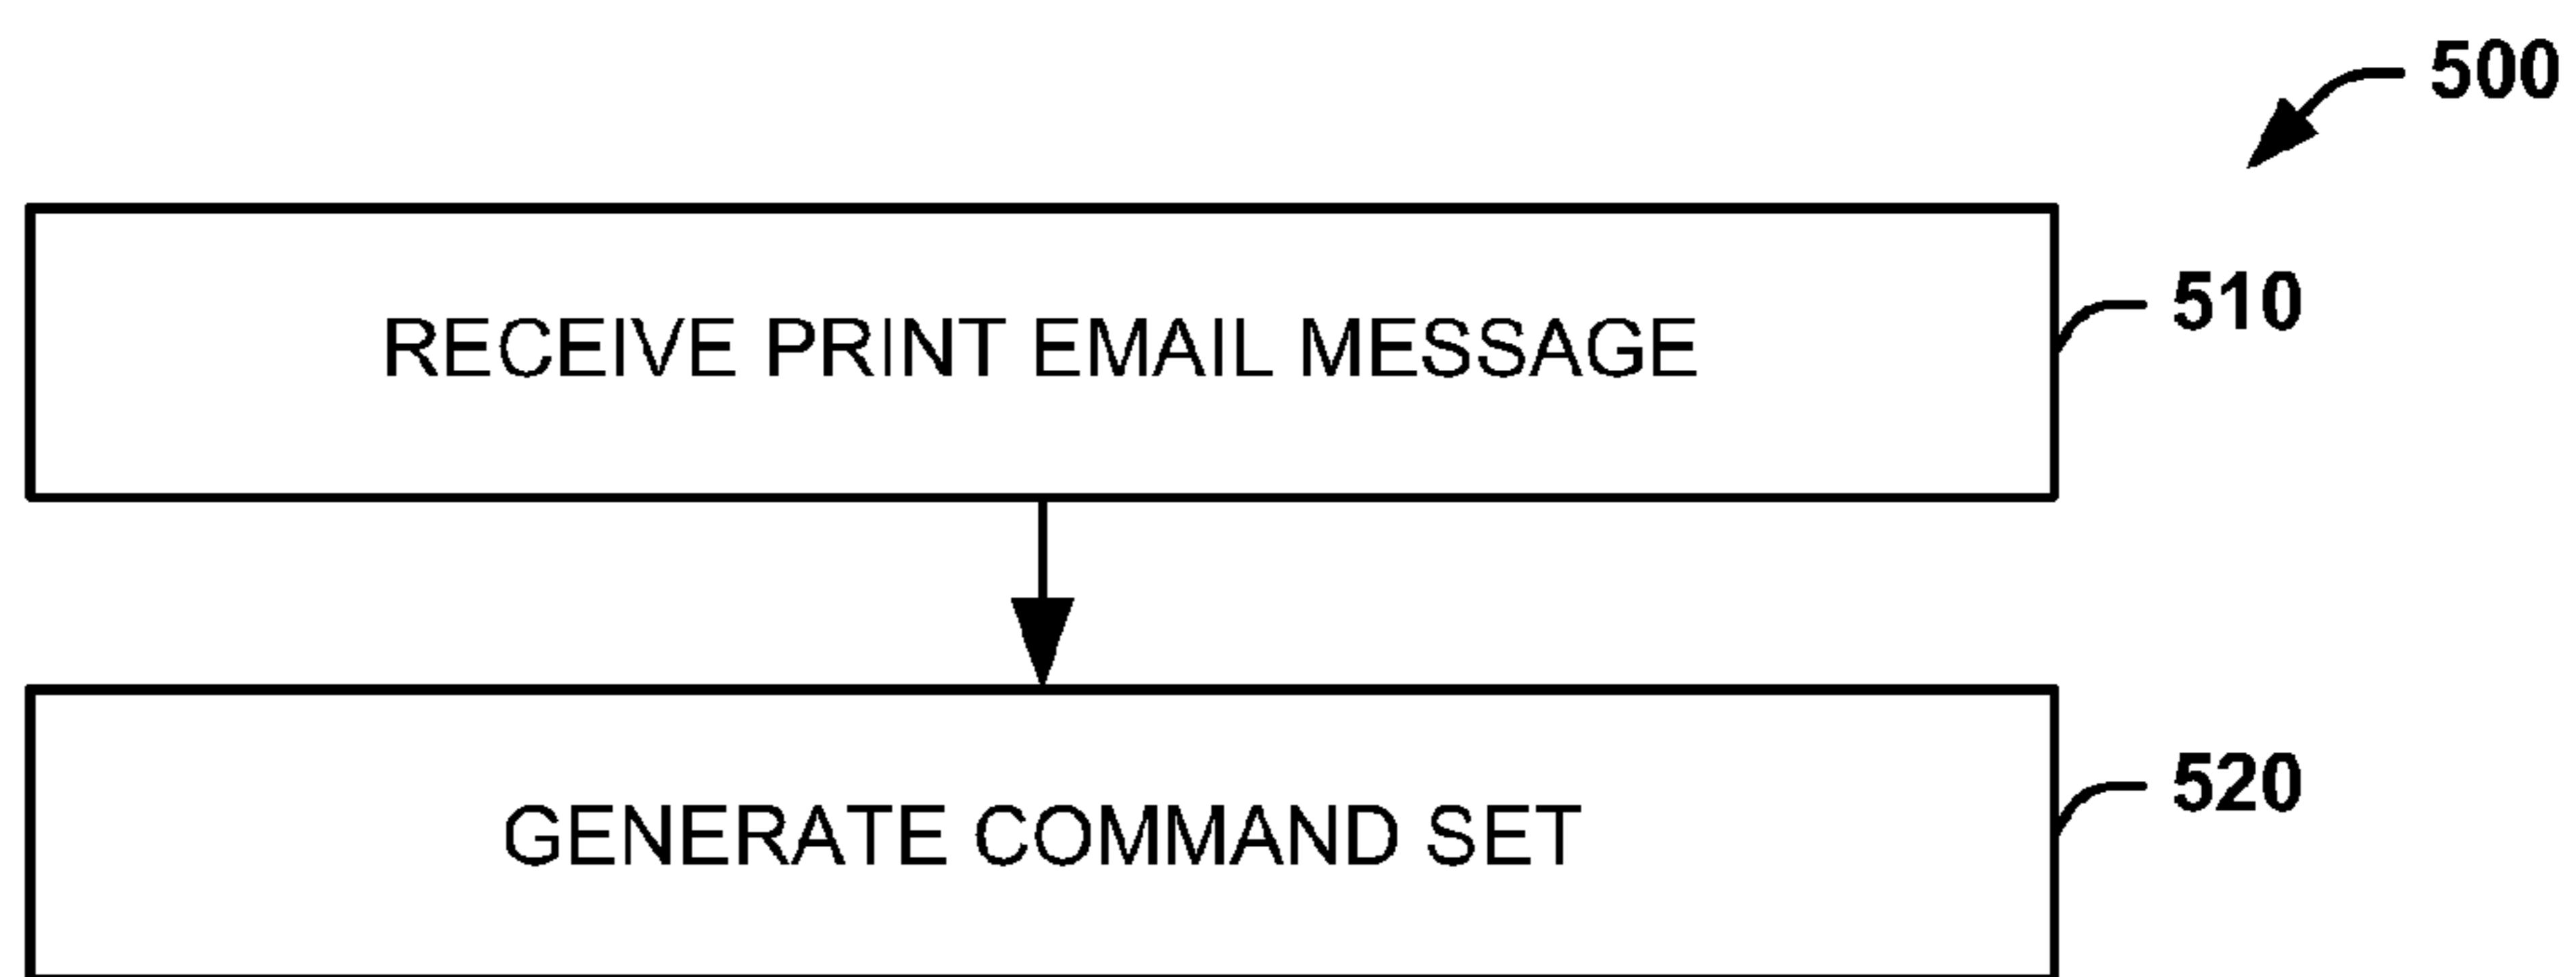 500
RECEIVE PRINT EMAIL MESSAGE
510
GENERATE COMMAND SET
520